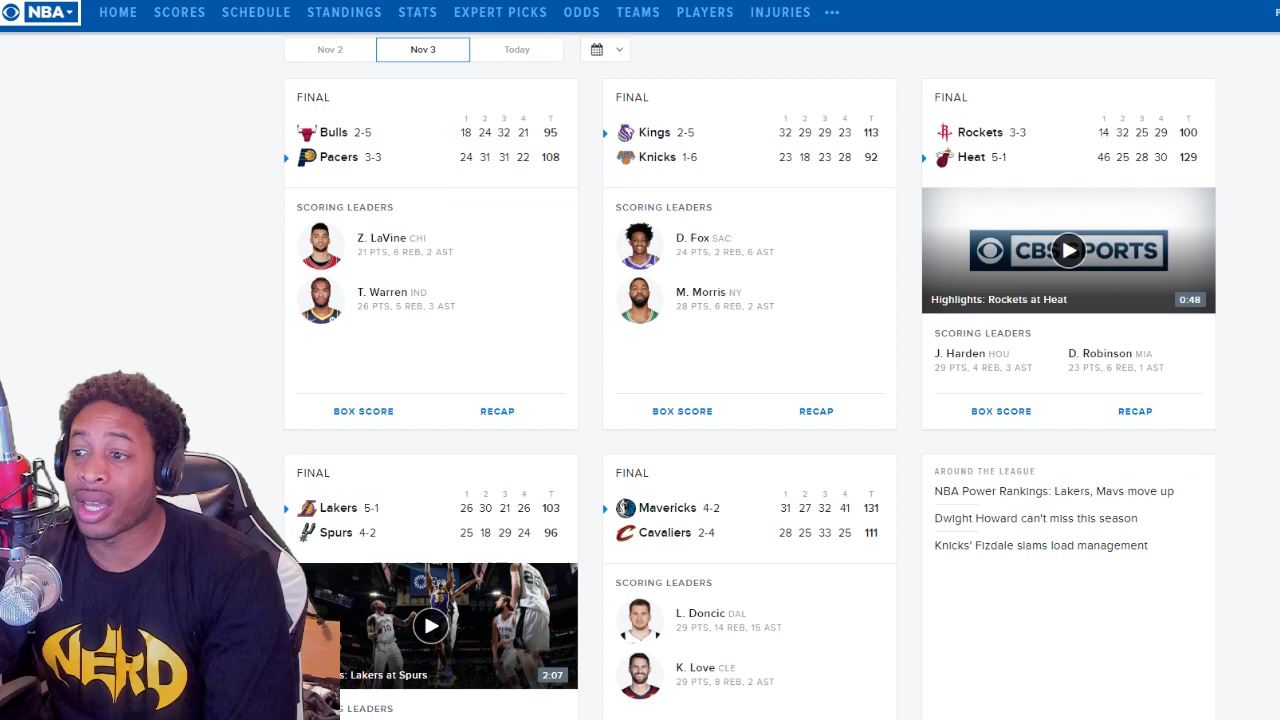 NBA HOME SCORES SCHEDULE STANDINGS STATS EXPERT PICKS ODDS TEAMS PLAYERS INJURIES •••
Nov 2 Nov 3 Today
FINAL
1 2 3 4 T
Bulls 2-5 18 24 32 21 95
Pacers 3-3 24 31 31 22 108
SCORING LEADERS
Z. LaVine CHI
21 PTS, 6 REB, 2 AST
T. Warren IND
26 PTS, 5 REB, 3 AST
BOX SCORE RECAP
FINAL
1 2 3 4 T
Kings 2-5 32 29 29 23 113
Knicks 1-6 23 18 23 28 92
SCORING LEADERS
D. Fox SAC
24 PTS, 2 REB, 6 AST
M. Morris NY
28 PTS, 6 REB, 2 AST
BOX SCORE RECAP
FINAL
1 2 3 4 T
Rockets 3-3 14 32 25 29 100
Heat 5-1 46 25 28 30 129
CBS SPORTS
Highlights: Rockets at Heat 0:48
SCORING LEADERS
J. Harden HOU D. Robinson MIA
29 PTS, 4 REB, 3 AST 23 PTS, 6 REB, 1 AST
BOX SCORE RECAP
FINAL
1 2 3 4 T
Lakers 5-1 26 30 21 26 103
Spurs 4-2 25 18 29 24 96
s: Lakers at Spurs 2:07
LEADERS
FINAL
1 2 3 4 T
Mavericks 4-2 31 27 32 41 131
Cavaliers 2-4 28 25 33 25 111
SCORING LEADERS
L. Doncic DAL
29 PTS, 14 REB, 15 AST
K. Love CLE
29 PTS, 8 REB, 2 AST
AROUND THE LEAGUE
NBA Power Rankings: Lakers, Mavs move up
Dwight Howard can't miss this season
Knicks' Fizdale slams load management
NERD